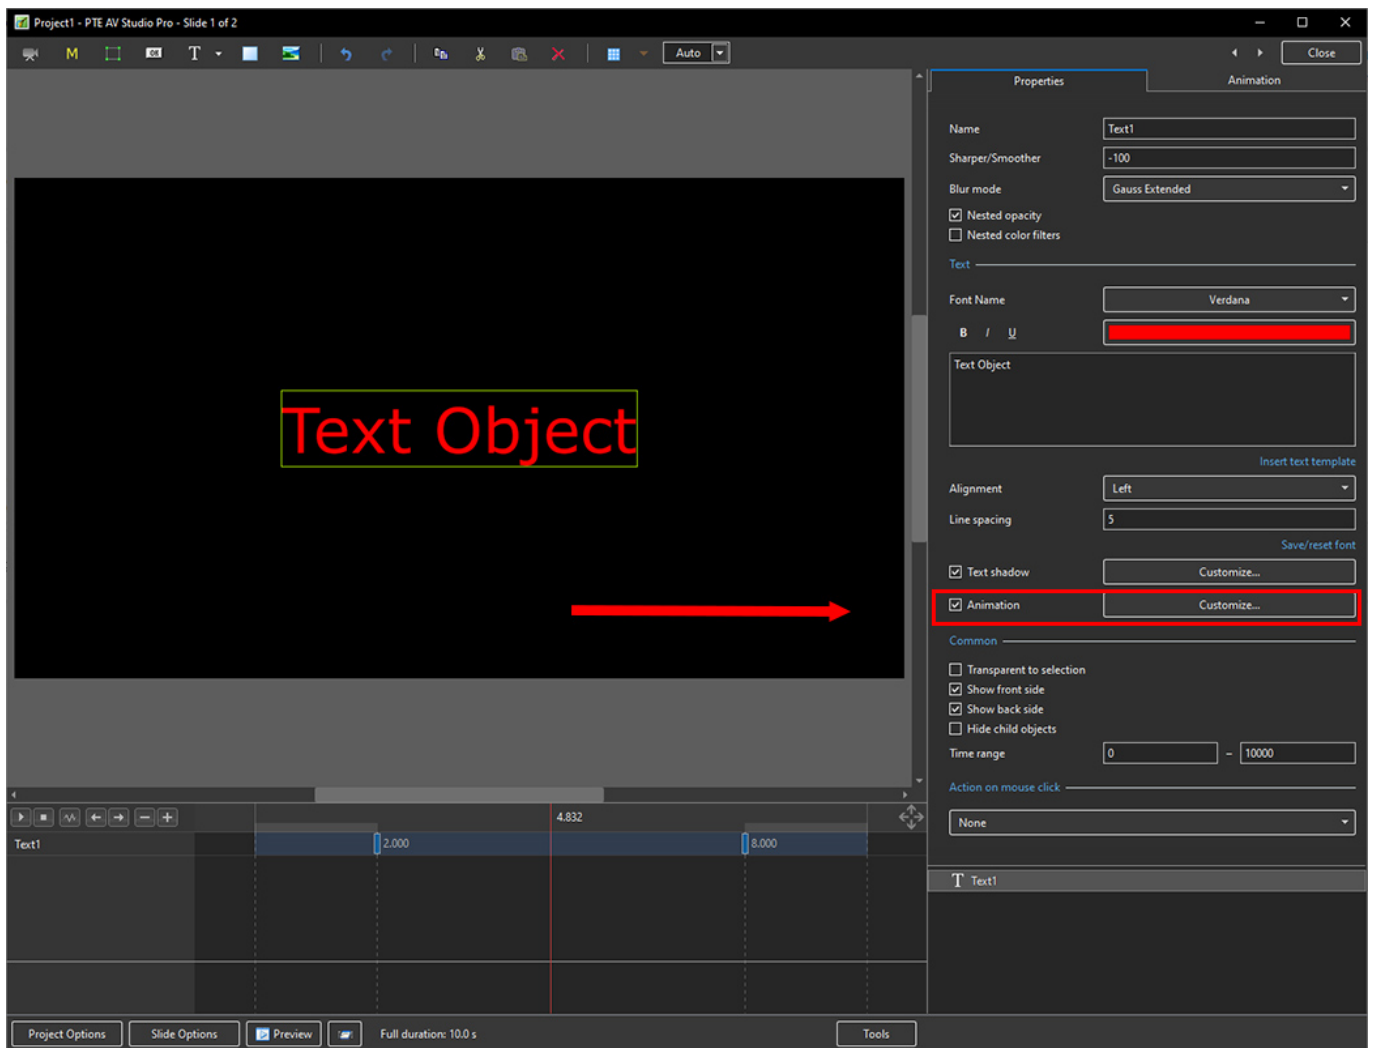 Project1 - PTE AV Studio Pro - Slide 1 of 2
M OK T Auto Close
Properties Animation
Name Text1
Sharper/Smoother -100
Blur mode Gauss Extended
Nested opacity
Nested color filters
Text
Font Name Verdana
B I U
Text Object
Text Object
Insert text template
Alignment Left
Line spacing 5
Save/reset font
Text shadow Customize...
Animation Customize...
Common
Transparent to selection
Show front side
Show back side
Hide child objects
Time range 0 – 10000
Action on mouse click
None
4.832
Text1 2.000 8.000
T Text1
Project Options Slide Options Preview Full duration: 10.0 s Tools